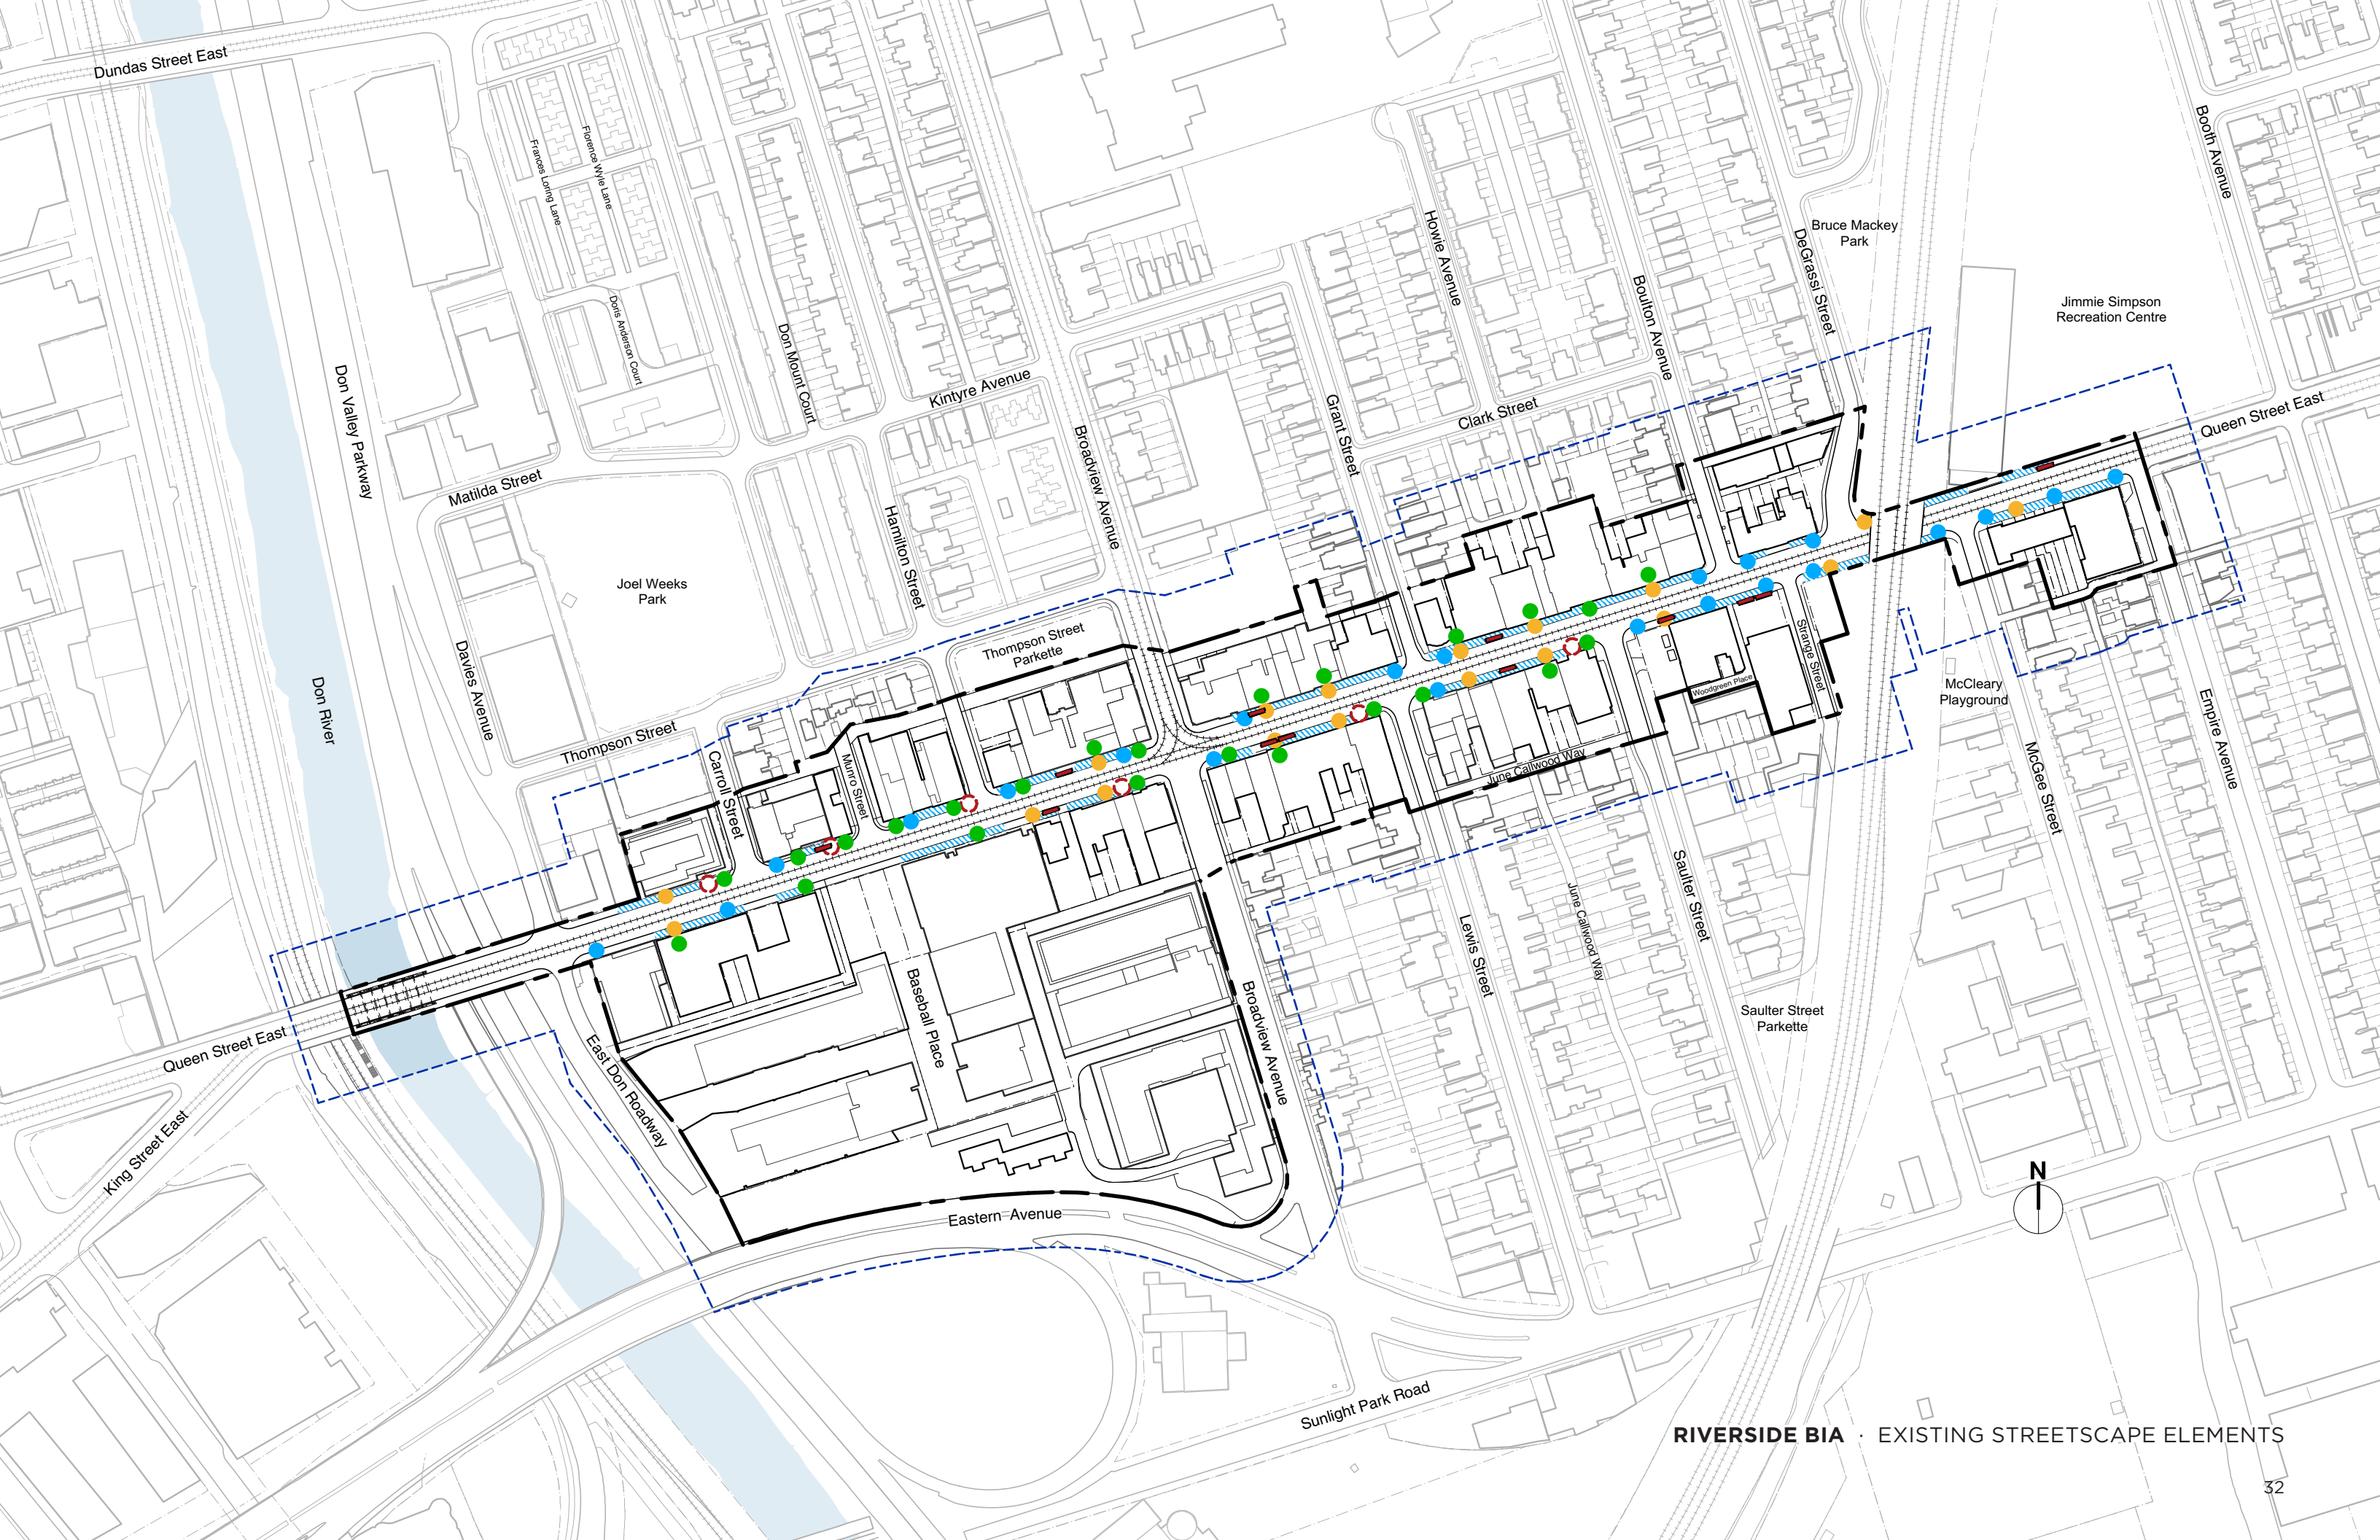 Dundas Street East
Frances Loring Lane
Florence Wyle Lane
Booth Avenue
Bruce Mackey
Park
Howie Avenue
DeGrassi Street
Boulton Avenue
Jimmie Simpson
Recreation Centre
Doris Anderson Court
Don Mount Court
Don Valley Parkway
Kintyre Avenue
Grant Street
Clark Street
Queen Street East
Broadview Avenue
Matilda Street
Hamilton Street
Joel Weeks
Park
Thompson Street
Parkette
Davies Avenue
Don River
Thompson Street
Carroll Street
Munro Street
Strange Street
Woodgreen Place
McCleary
Playground
Empire Avenue
McGee Street
June Callwood Way
Saulter Street
June Callwood Way
Lewis Street
Baseball Place
Broadview Avenue
Saulter Street
Parkette
Queen Street East
East Don Roadway
King Street East
Eastern Avenue
N
Sunlight Park Road
RIVERSIDE BIA · EXISTING STREETSCAPE ELEMENTS
32